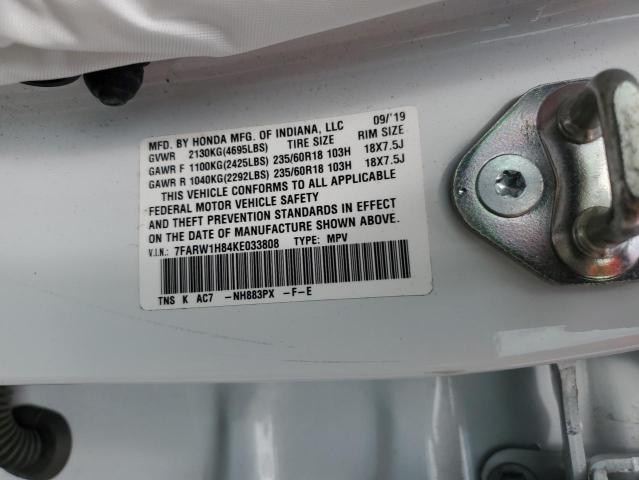 MFD. BY HONDA MFG. OF INDIANA, LLC 09/'19
GVWR 2130KG(4695LBS) TIRE SIZE RIM SIZE
GAWR F 1100KG(2425LBS) 235/60R18 103H 18X7.5J
GAWR R 1040KG(2292LBS) 235/60R18 103H 18X7.5J
THIS VEHICLE CONFORMS TO ALL APPLICABLE
FEDERAL MOTOR VEHICLE SAFETY
AND THEFT PREVENTION STANDARDS IN EFFECT
ON THE DATE OF MANUFACTURE SHOWN ABOVE.
V.I.N.: 7FARW1H84KE033808 TYPE: MPV
TNS K AC7 -NH883PX -F-E